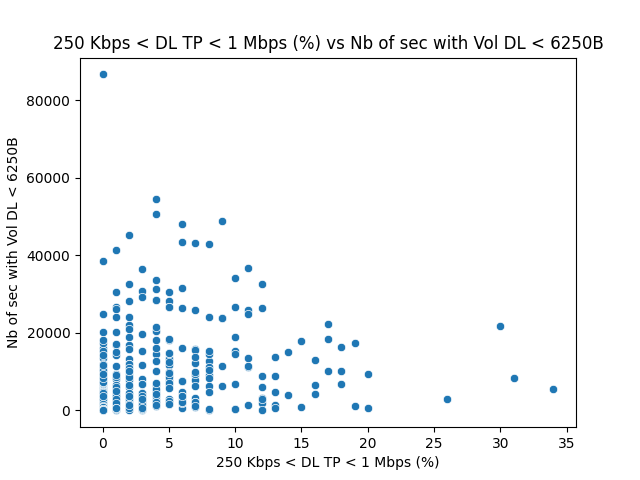 250 Kbps < DL TP < 1 Mbps (%) vs Nb of sec with Vol DL < 6250B
Nb of sec with Vol DL < 6250B
80000
60000
40000
20000
0
0 5 10 15 20 25 30 35
250 Kbps < DL TP < 1 Mbps (%)